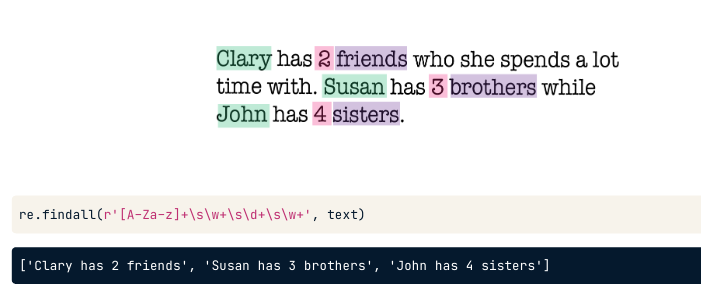 Clary has 2 friends who she spends a lot
time with. Susan has 3 brothers while
John has 4 sisters.
re.findall(r'[A-Za-z]+\s\w+\s\d+\s\w+', text)
['Clary has 2 friends', 'Susan has 3 brothers', 'John has 4 sisters']